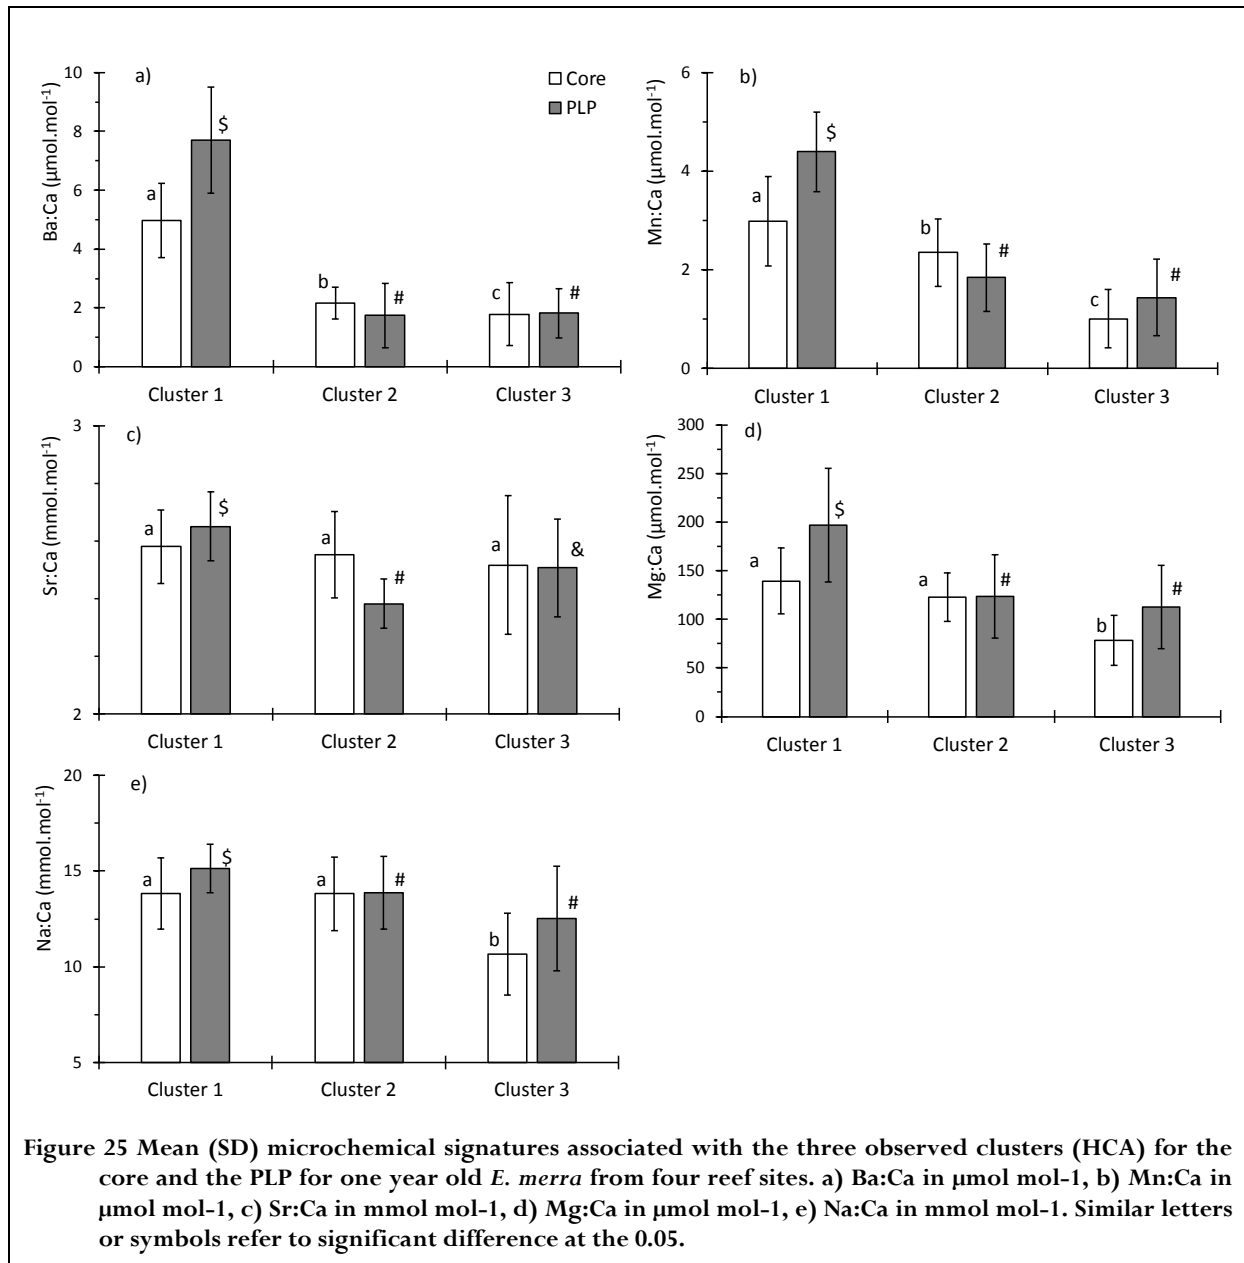 a)
Core
PLP
10
8
6
4
2
0
Ba:Ca (µmol.mol-1)
a
$
b
#
c
#
Cluster 1
Cluster 2
Cluster 3
b)
6
4
2
0
Mn:Ca (µmol.mol-1)
a
$
b
#
c
#
Cluster 1
Cluster 2
Cluster 3
c)
3
2
Sr:Ca (mmol.mol-1)
a
$
a
#
a
&
Cluster 1
Cluster 2
Cluster 3
d)
300
250
200
150
100
50
0
Mg:Ca (µmol.mol-1)
a
$
a
#
b
#
Cluster 1
Cluster 2
Cluster 3
e)
20
15
10
5
Na:Ca (mmol.mol-1)
a
$
a
#
b
#
Cluster 1
Cluster 2
Cluster 3
Figure 25 Mean (SD) microchemical signatures associated with the three observed clusters (HCA) for the
core and the PLP for one year old E. merra from four reef sites. a) Ba:Ca in µmol mol-1, b) Mn:Ca in
µmol mol-1, c) Sr:Ca in mmol mol-1, d) Mg:Ca in µmol mol-1, e) Na:Ca in mmol mol-1. Similar letters
or symbols refer to significant difference at the 0.05.